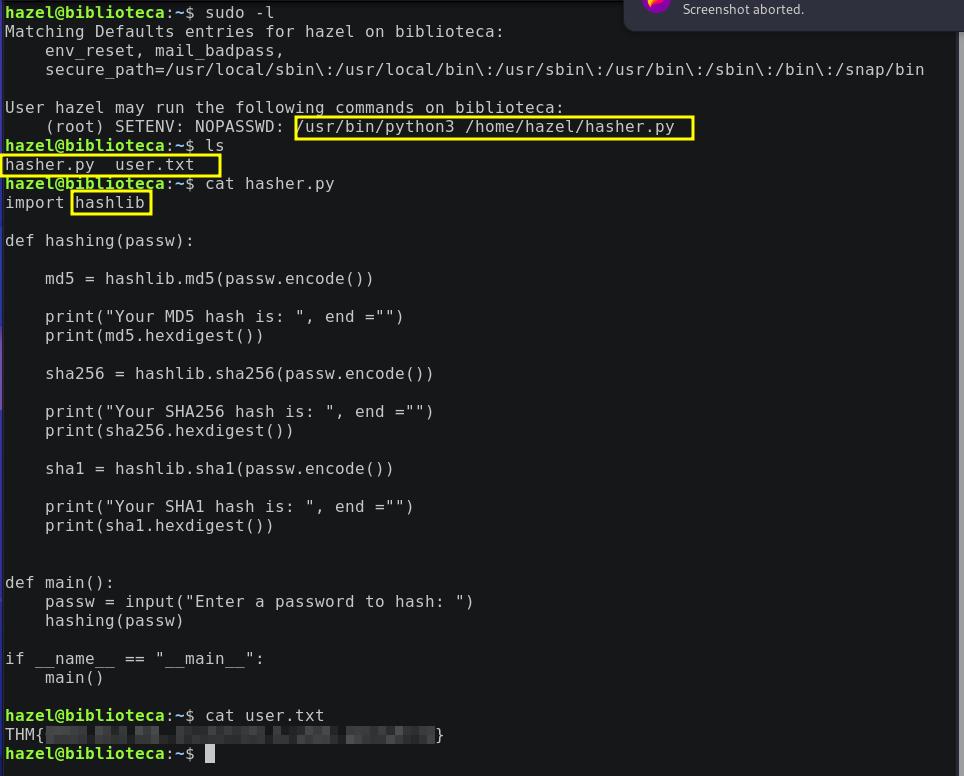 hazel@biblioteca:~$ sudo -l
Screenshot aborted.
Matching Defaults entries for hazel on biblioteca:
    env_reset, mail_badpass,
    secure_path=/usr/local/sbin\:/usr/local/bin\:/usr/sbin\:/usr/bin\:/sbin\:/bin\:/snap/bin

User hazel may run the following commands on biblioteca:
    (root) SETENV: NOPASSWD: /usr/bin/python3 /home/hazel/hasher.py
hazel@biblioteca:~$ ls
hasher.py  user.txt
hazel@biblioteca:~$ cat hasher.py
import hashlib

def hashing(passw):

    md5 = hashlib.md5(passw.encode())

    print("Your MD5 hash is: ", end ="")
    print(md5.hexdigest())

    sha256 = hashlib.sha256(passw.encode())

    print("Your SHA256 hash is: ", end ="")
    print(sha256.hexdigest())

    sha1 = hashlib.sha1(passw.encode())

    print("Your SHA1 hash is: ", end ="")
    print(sha1.hexdigest())


def main():
    passw = input("Enter a password to hash: ")
    hashing(passw)

if __name__ == "__main__":
    main()

hazel@biblioteca:~$ cat user.txt
THM{ }
hazel@biblioteca:~$